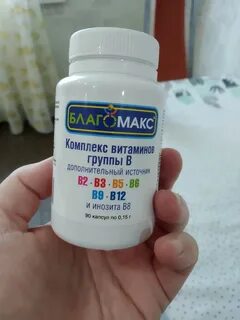 БЛАГОМАКС
Комплекс витаминов
группы В
дополнительный источник
В2 · В3 · В5 · В6
В9 · В12
и инозита В8
90 капсул по 0,15 г